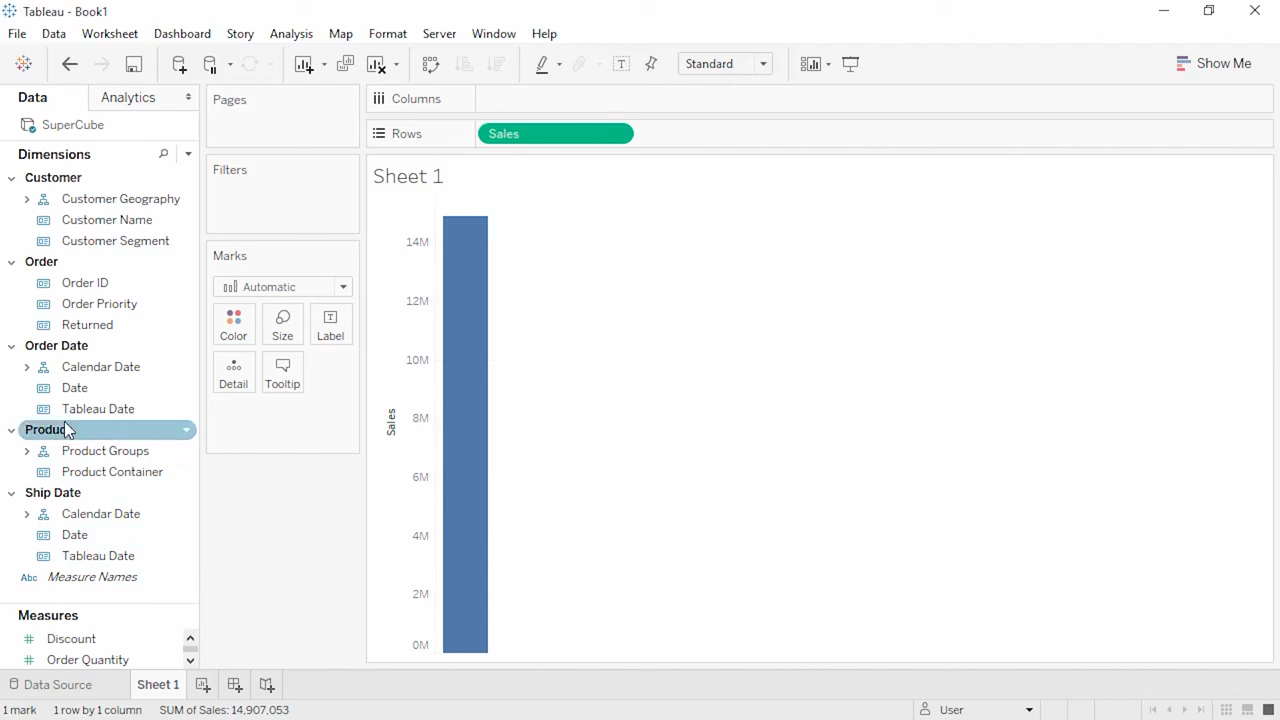 Tableau - Book1
File Data Worksheet Dashboard Story Analysis Map Format Server Window Help
Standard
Show Me
Data Analytics
SuperCube
Dimensions
Customer
Customer Geography
Customer Name
Customer Segment
Order
Order ID
Order Priority
Returned
Order Date
Calendar Date
Date
Tableau Date
Product
Product Groups
Product Container
Ship Date
Calendar Date
Date
Tableau Date
Abc Measure Names
Measures
Discount
Order Quantity
Pages
Filters
Marks
Automatic
Color Size Label
Detail Tooltip
Columns
Rows Sales
Sheet 1
14M
12M
10M
8M
6M
4M
2M
0M
Sales
Data Source Sheet 1
1 mark 1 row by 1 column SUM of Sales: 14,907,053 User